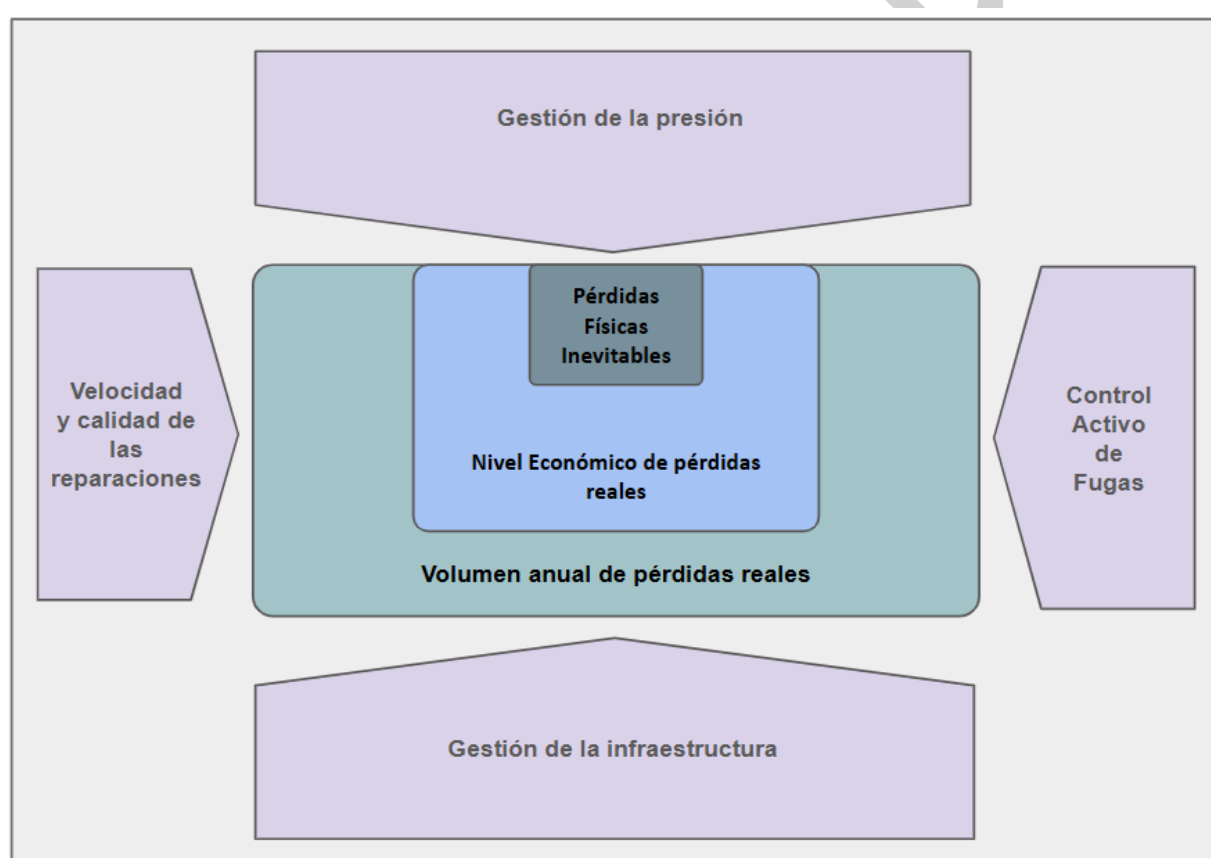 Gestión de la presión
Pérdidas
Físicas
Inevitables
Velocidad
y calidad de
las
reparaciones
Control
Activo
de
Fugas
Nivel Económico de pérdidas
reales
Volumen anual de pérdidas reales
Gestión de la infraestructura